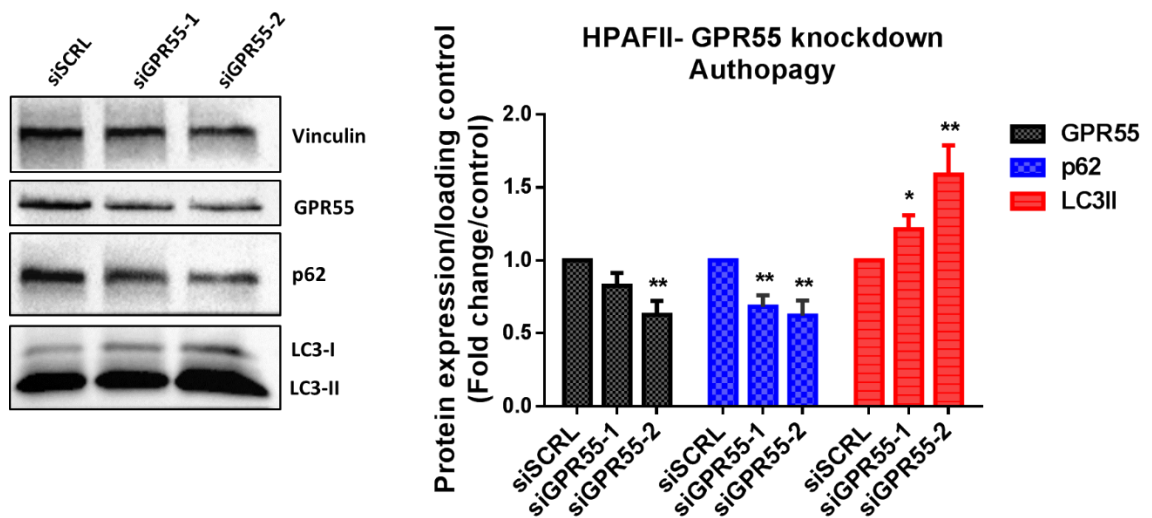 siSCRL
siGPR55-1
siGPR55-2
Vinculin
GPR55
p62
LC3-I
LC3-II
HPAFII- GPR55 knockdown
Authopagy
Protein expression/loading control
(Fold change/control)
2.0
1.5
1.0
0.5
0.0
**
**
**
*
**
siSCRL
siGPR55-1
siGPR55-2
siSCRL
siGPR55-1
siGPR55-2
siSCRL
siGPR55-1
siGPR55-2
GPR55
p62
LC3II